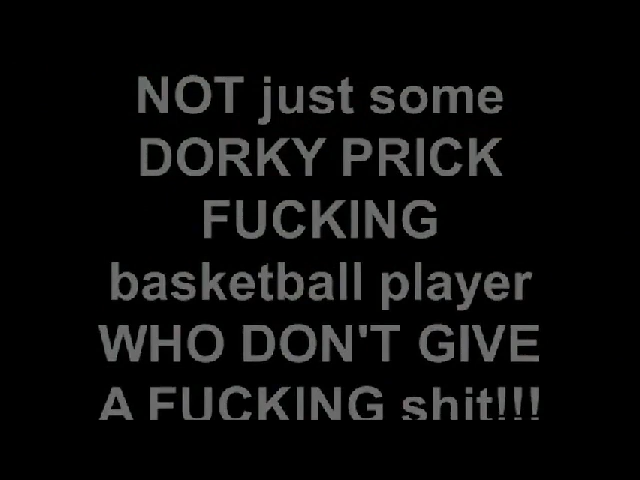 NOT just some
DORKY PRICK
FUCKING
basketball player
WHO DON'T GIVE
A FUCKING shit!!!